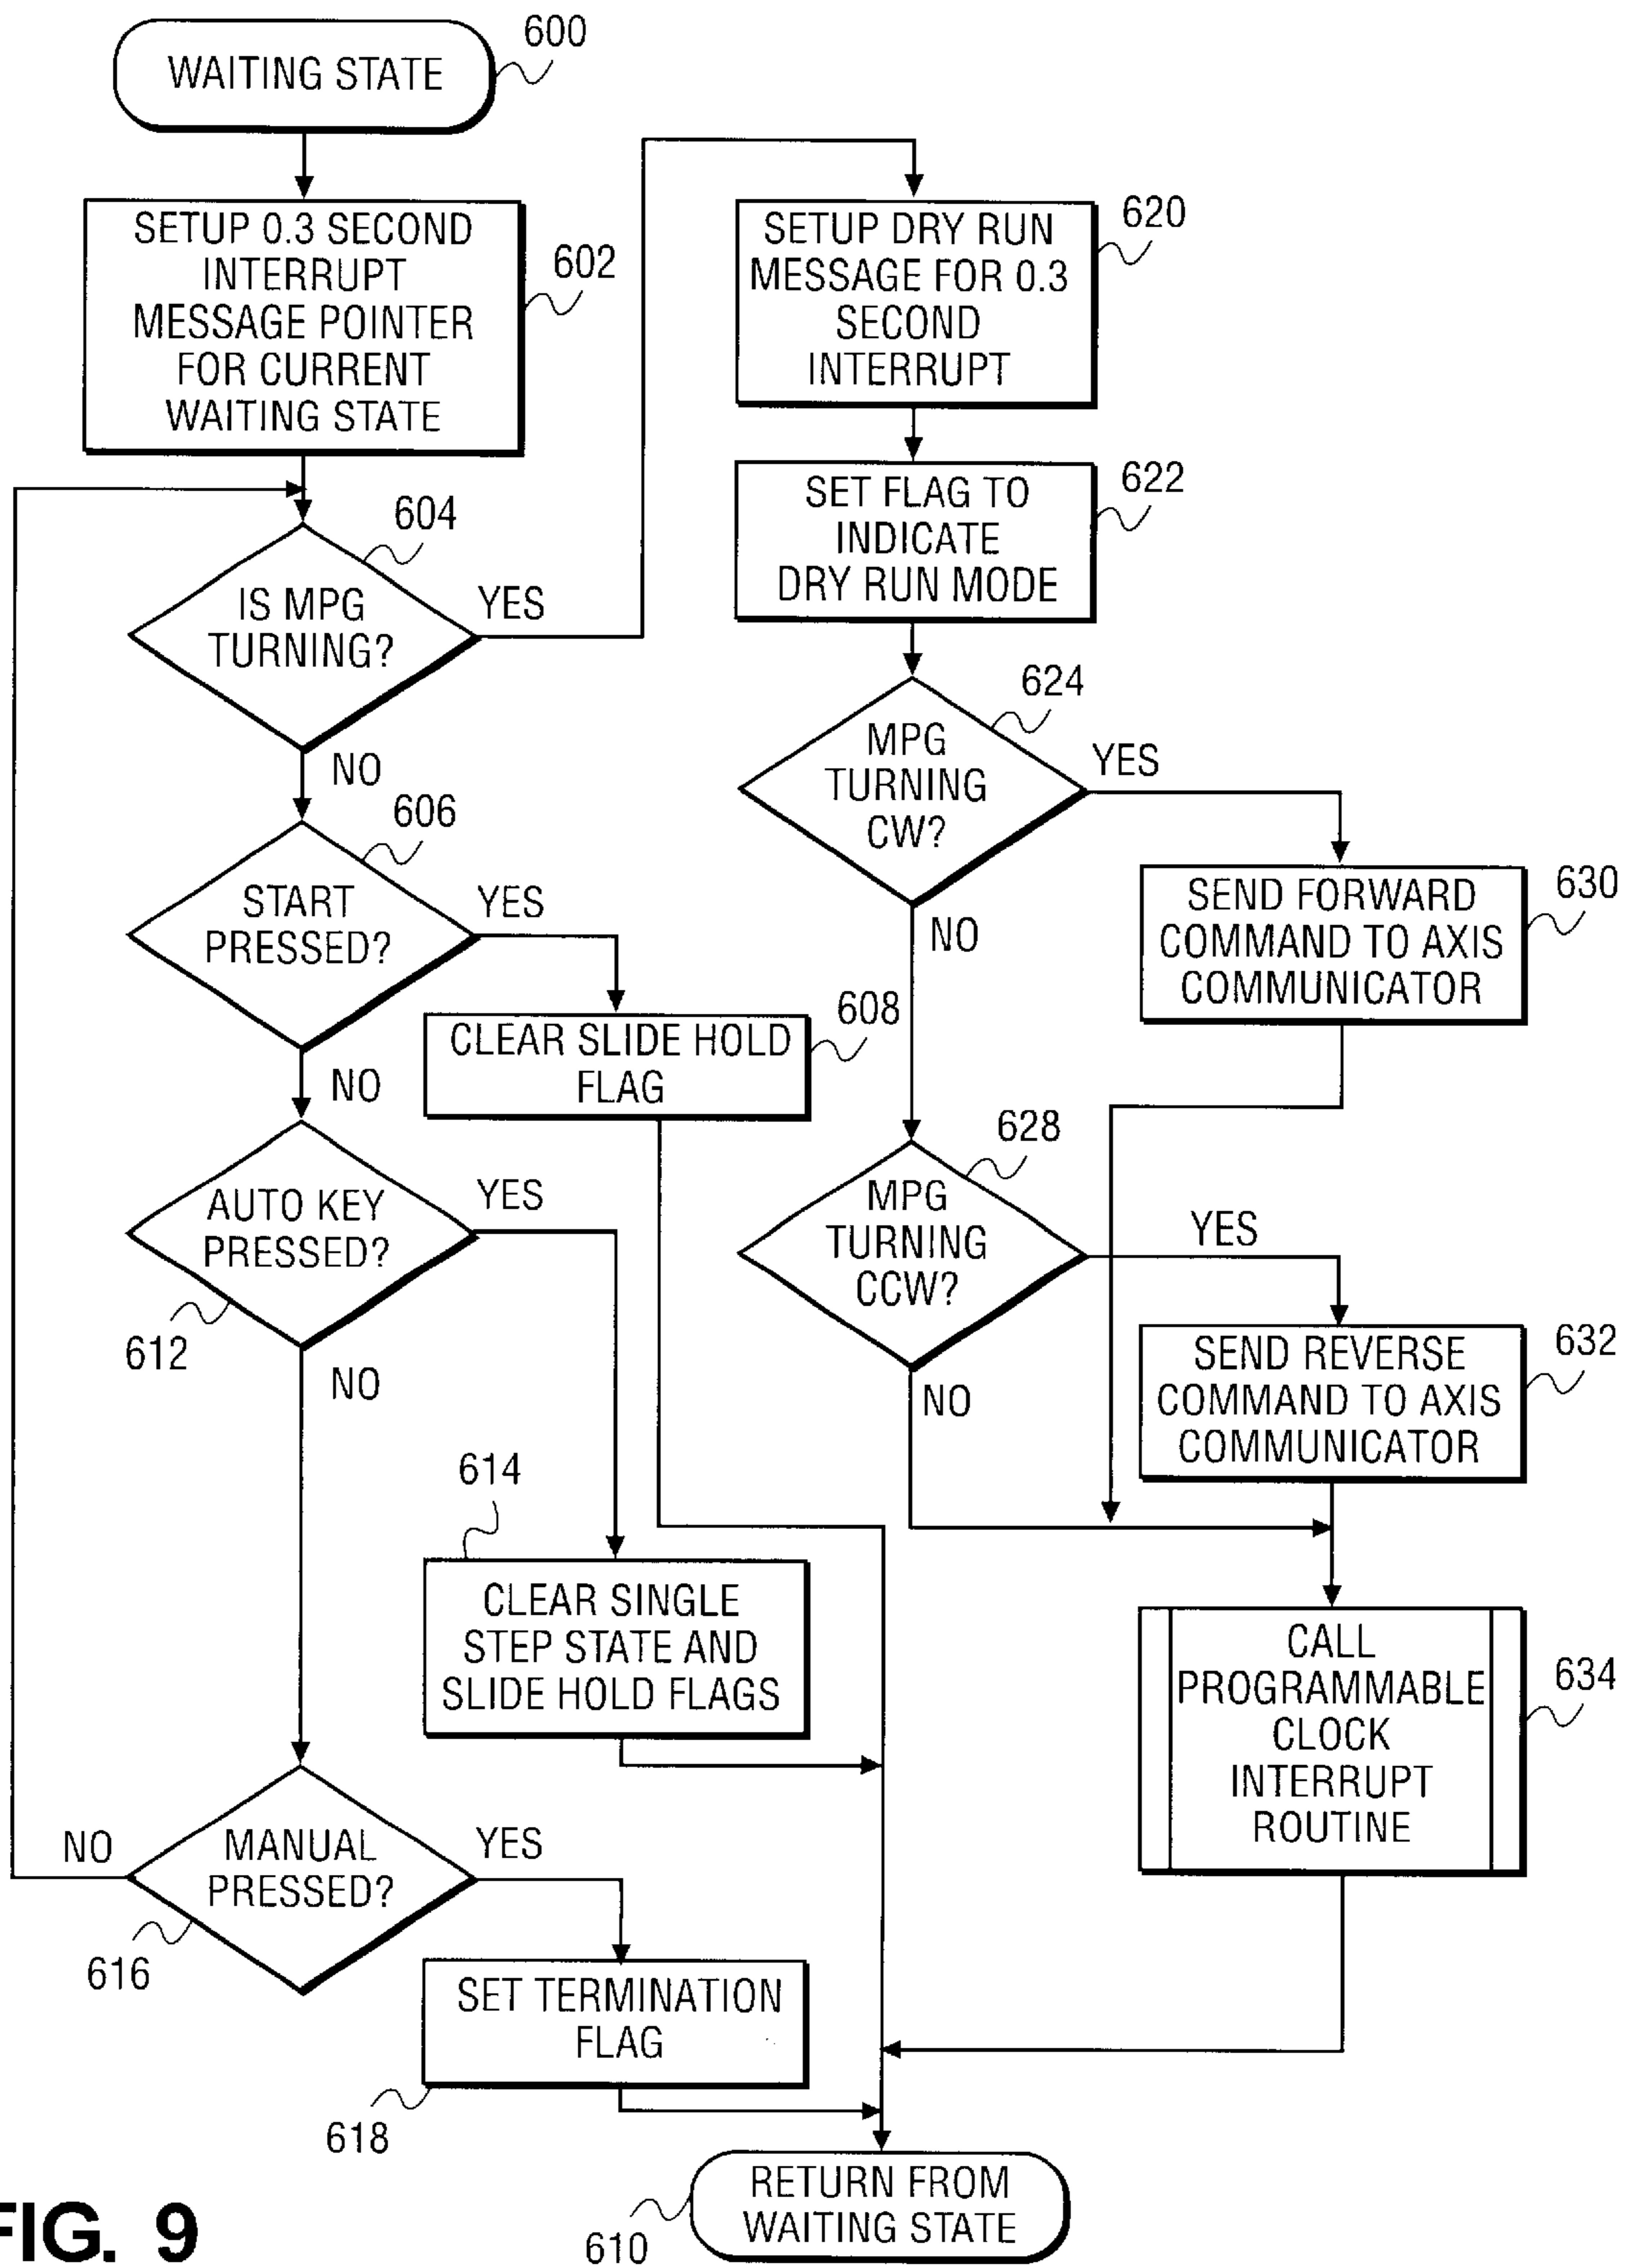 WAITING STATE
600
SETUP 0.3 SECOND
INTERRUPT
MESSAGE POINTER
FOR CURRENT
WAITING STATE
602
604
IS MPG
TURNING?
YES
NO
606
START
PRESSED?
YES
NO
CLEAR SLIDE HOLD
FLAG
608
AUTO KEY
PRESSED?
YES
612
NO
614
CLEAR SINGLE
STEP STATE AND
SLIDE HOLD FLAGS
NO
MANUAL
PRESSED?
YES
616
SET TERMINATION
FLAG
618
SETUP DRY RUN
MESSAGE FOR 0.3
SECOND
INTERRUPT
620
SET FLAG TO
INDICATE
DRY RUN MODE
622
624
MPG
TURNING
CW?
YES
NO
SEND FORWARD
COMMAND TO AXIS
COMMUNICATOR
630
628
MPG
TURNING
CCW?
YES
NO
SEND REVERSE
COMMAND TO AXIS
COMMUNICATOR
632
CALL
PROGRAMMABLE
CLOCK
INTERRUPT
ROUTINE
634
RETURN FROM
WAITING STATE
610
FIG. 9